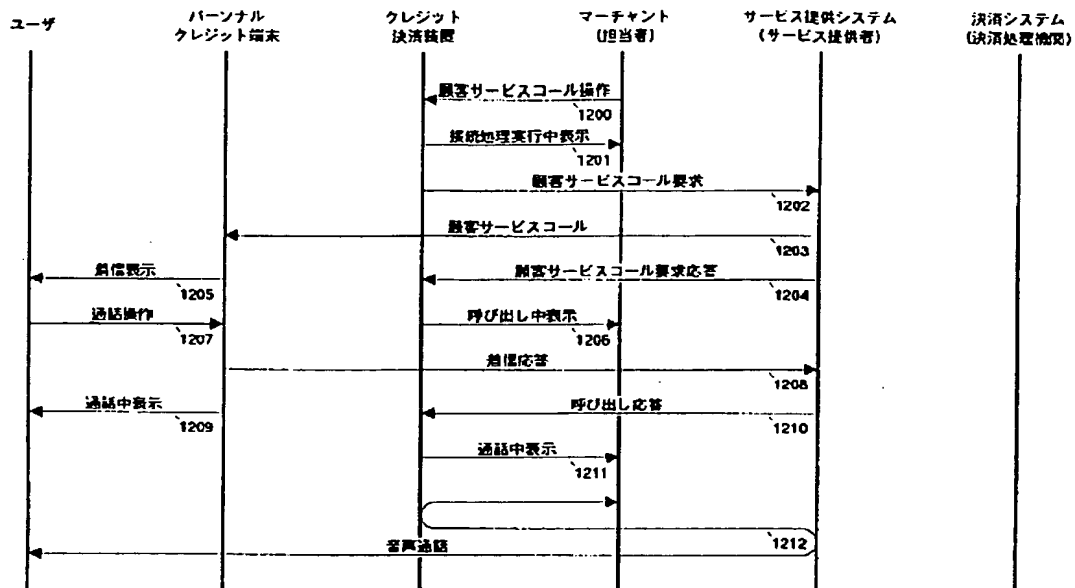 ユーザ
パーソナル
クレジット端末
クレジット
決済装置
マーチャント
(担当者)
サービス提供システム
(サービス提供者)
決済システム
(決済処理機関)
顧客サービスコール操作
1200
接続処理実行中表示
1201
顧客サービスコール要求
1202
顧客サービスコール
1203
着信表示
1205
顧客サービスコール要求応答
1204
通話操作
1207
呼び出し中表示
1206
着信応答
1208
通話中表示
1209
呼び出し応答
1210
通話中表示
1211
音声通話
1212